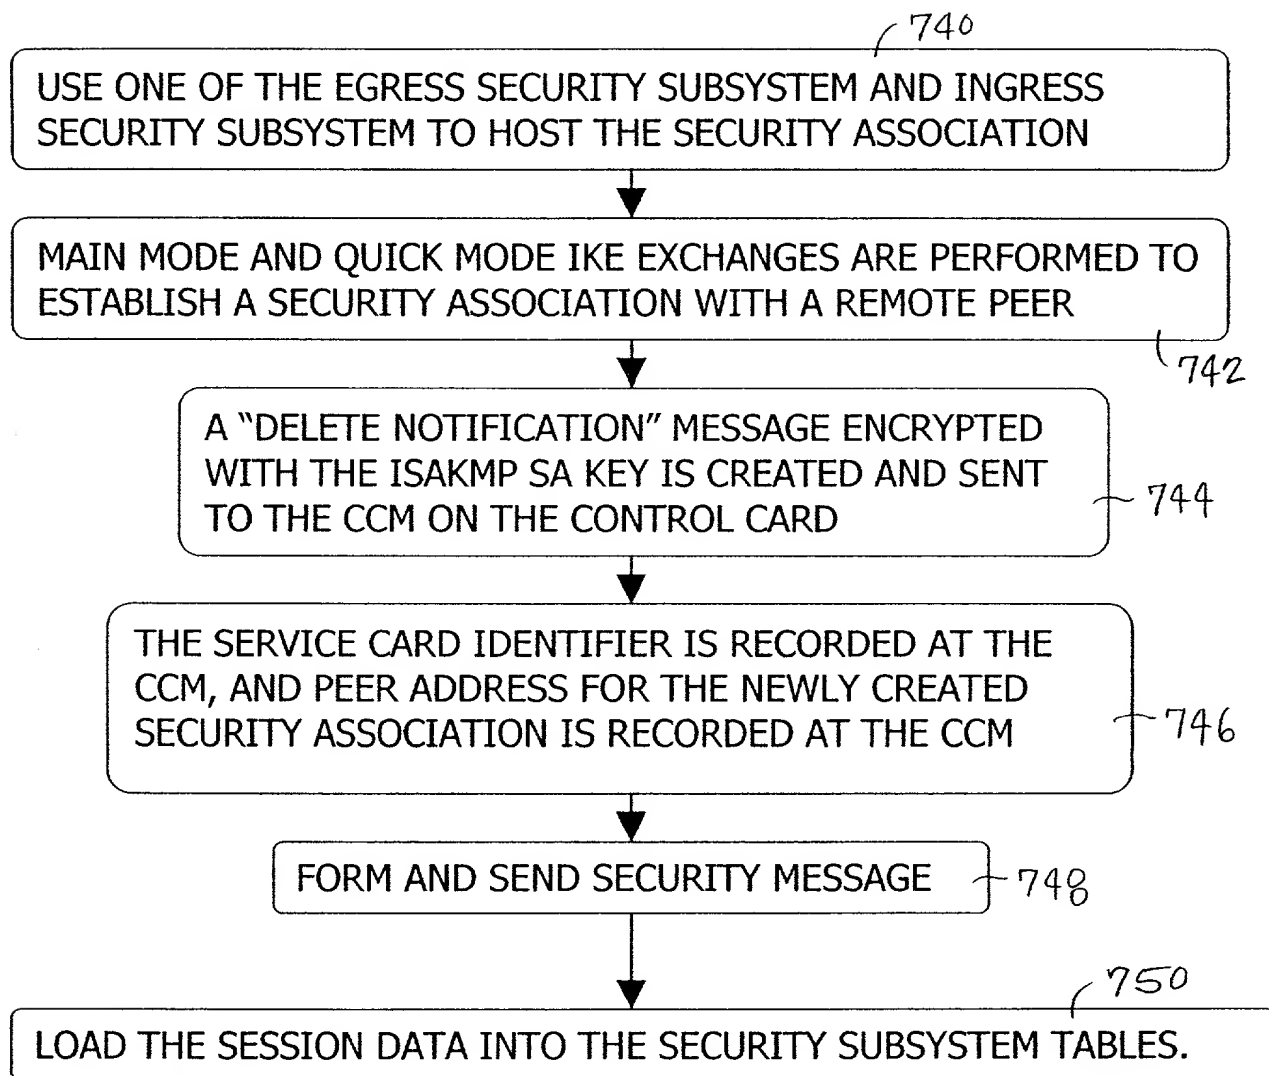 740
USE ONE OF THE EGRESS SECURITY SUBSYSTEM AND INGRESS
SECURITY SUBSYSTEM TO HOST THE SECURITY ASSOCIATION
MAIN MODE AND QUICK MODE IKE EXCHANGES ARE PERFORMED TO
ESTABLISH A SECURITY ASSOCIATION WITH A REMOTE PEER
742
A “DELETE NOTIFICATION” MESSAGE ENCRYPTED
WITH THE ISAKMP SA KEY IS CREATED AND SENT
TO THE CCM ON THE CONTROL CARD
744
THE SERVICE CARD IDENTIFIER IS RECORDED AT THE
CCM, AND PEER ADDRESS FOR THE NEWLY CREATED
SECURITY ASSOCIATION IS RECORDED AT THE CCM
746
FORM AND SEND SECURITY MESSAGE
748
750
LOAD THE SESSION DATA INTO THE SECURITY SUBSYSTEM TABLES.